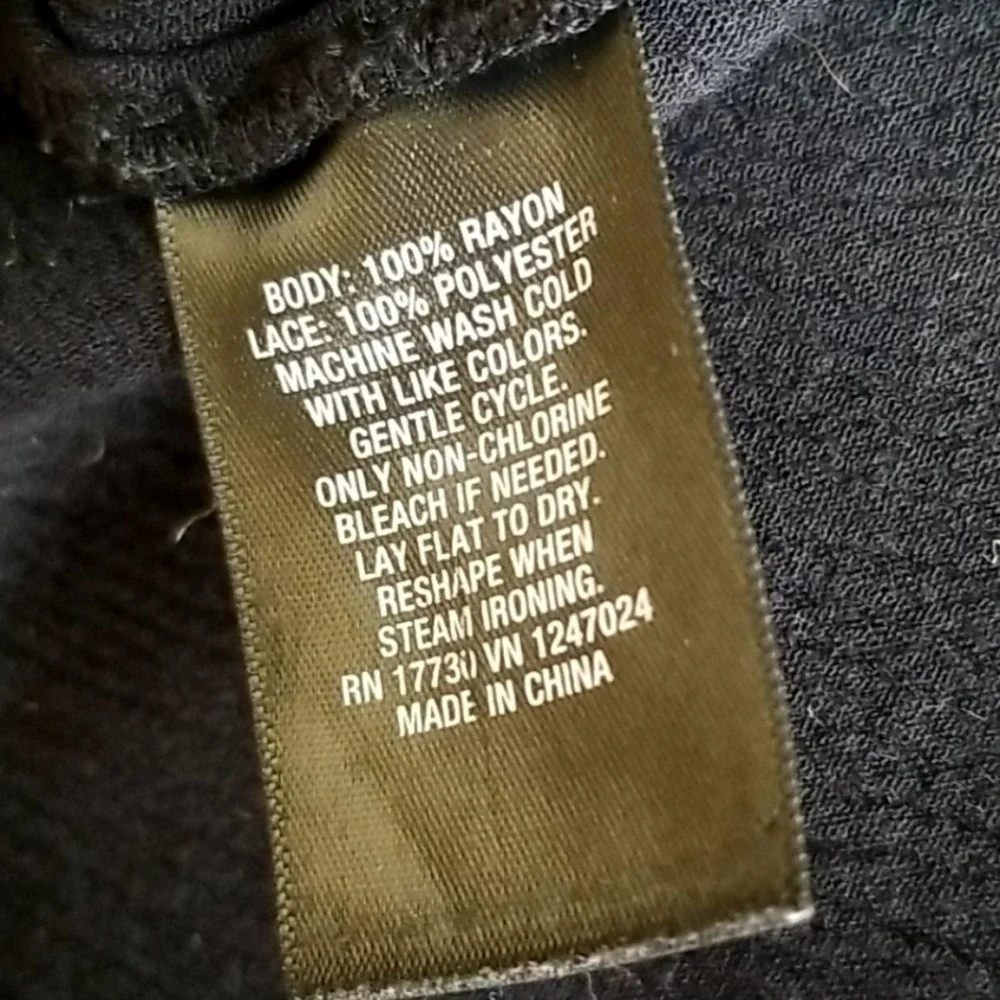 BODY: 100% RAYON
LACE: 100% POLYESTER
MACHINE WASH COLD
WITH LIKE COLORS.
GENTLE CYCLE.
ONLY NON-CHLORINE
BLEACH IF NEEDED.
LAY FLAT TO DRY.
RESHAPE WHEN
STEAM IRONING.
RN 17730 VN 1247024
MADE IN CHINA